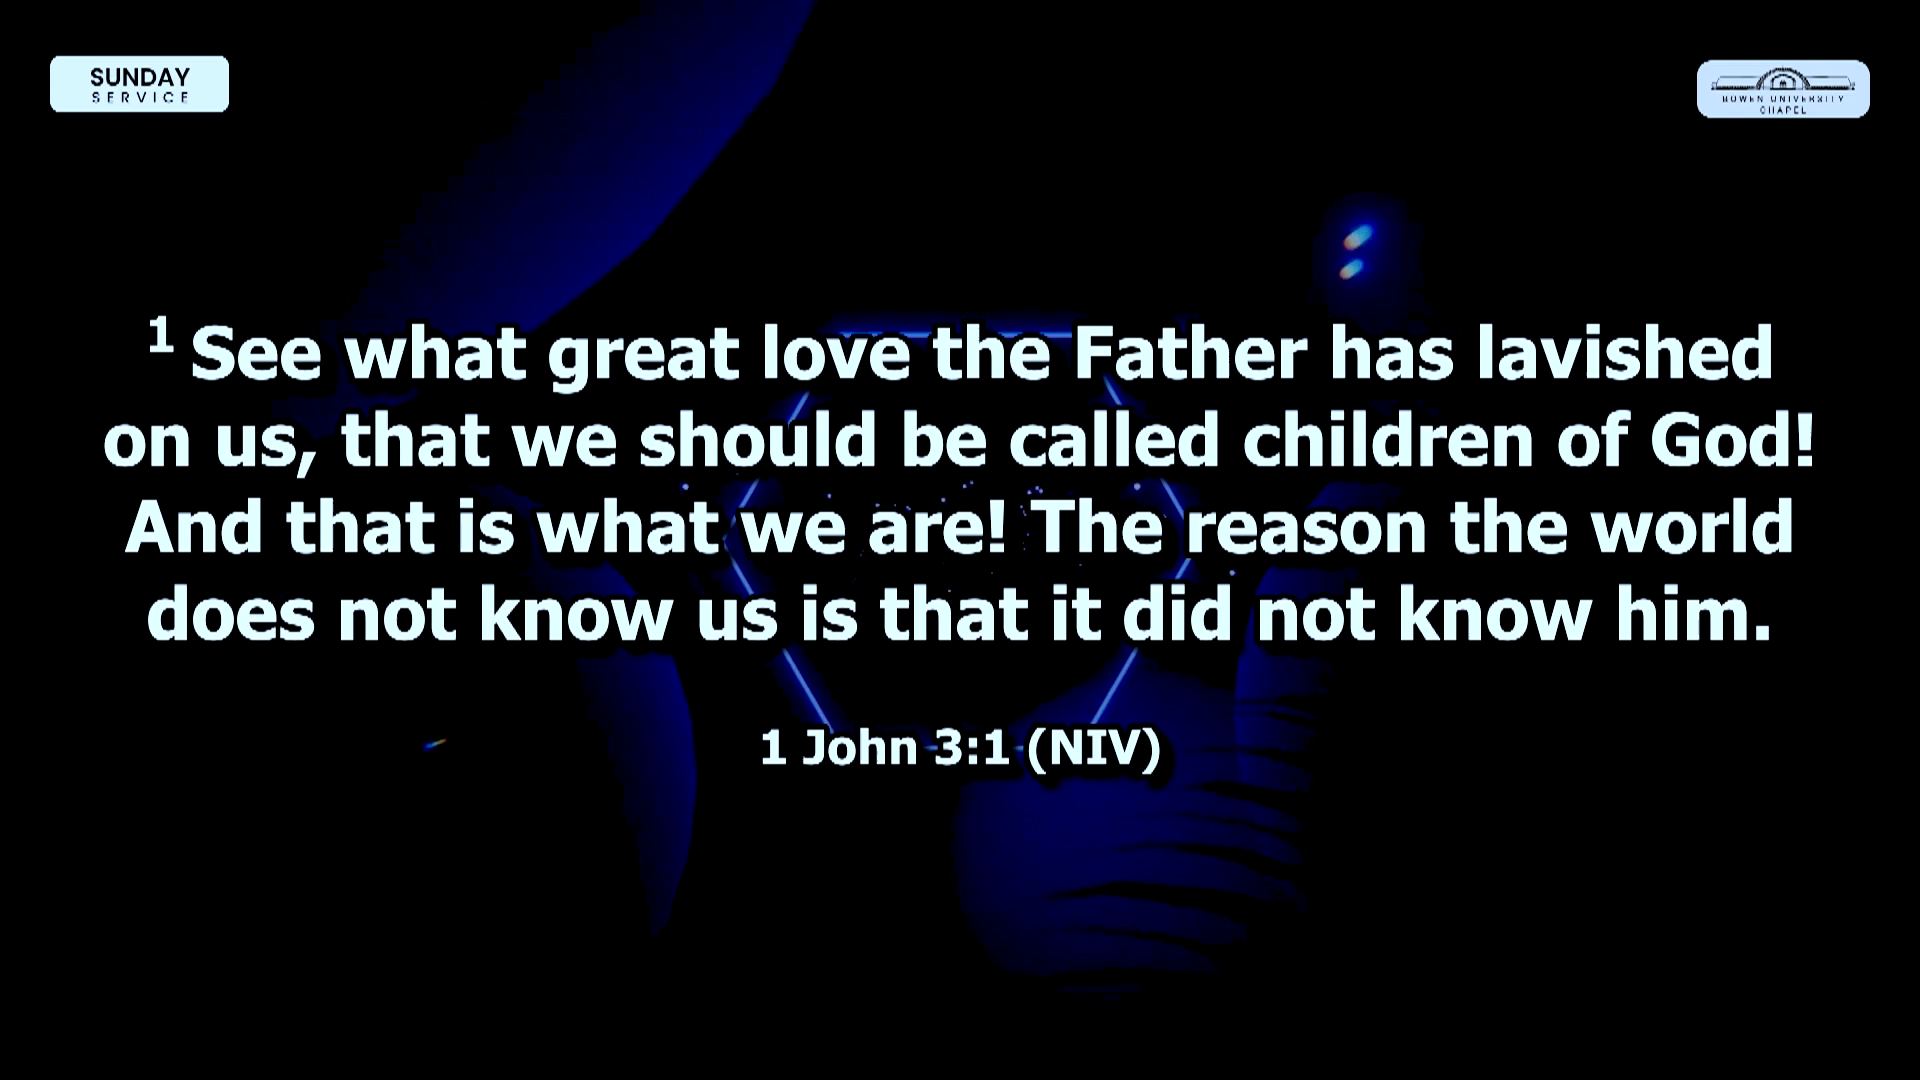 SUNDAY
SERVICE
BOWEN UNIVERSITY
CHAPEL
1 See what great love the Father has lavished
on us, that we should be called children of God!
And that is what we are! The reason the world
does not know us is that it did not know him.
1 John 3:1 (NIV)